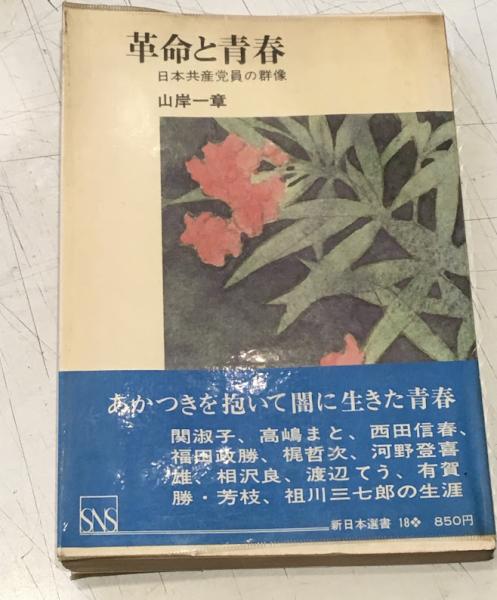 革命と青春
日本共産党員の群像
山岸一章
あかつきを抱いて闇に生きた青春
関淑子、高嶋まと、西田信春、
福田政勝、梶哲次、河野登喜
雄、相沢良、渡辺てう、有賀
勝・芳枝、祖川三七郎の生涯
SNS
新日本選書 18❖ 850円